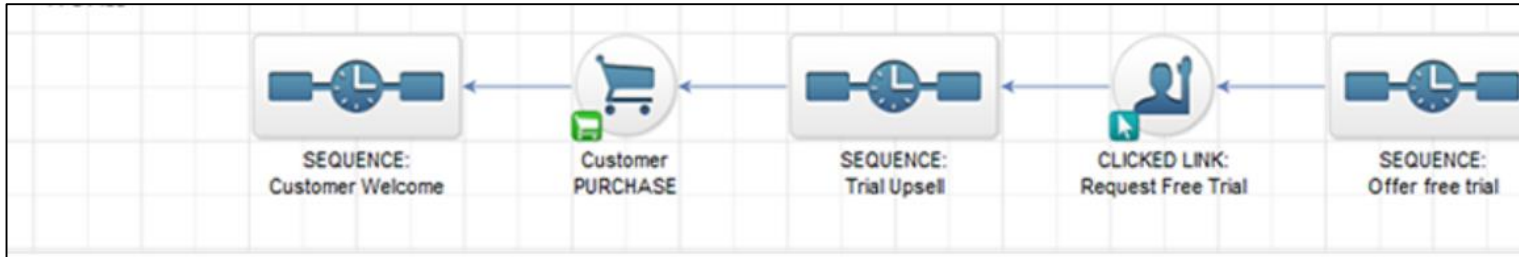 SEQUENCE:
Customer Welcome
Customer
PURCHASE
SEQUENCE:
Trial Upsell
CLICKED LINK:
Request Free Trial
SEQUENCE:
Offer free trial